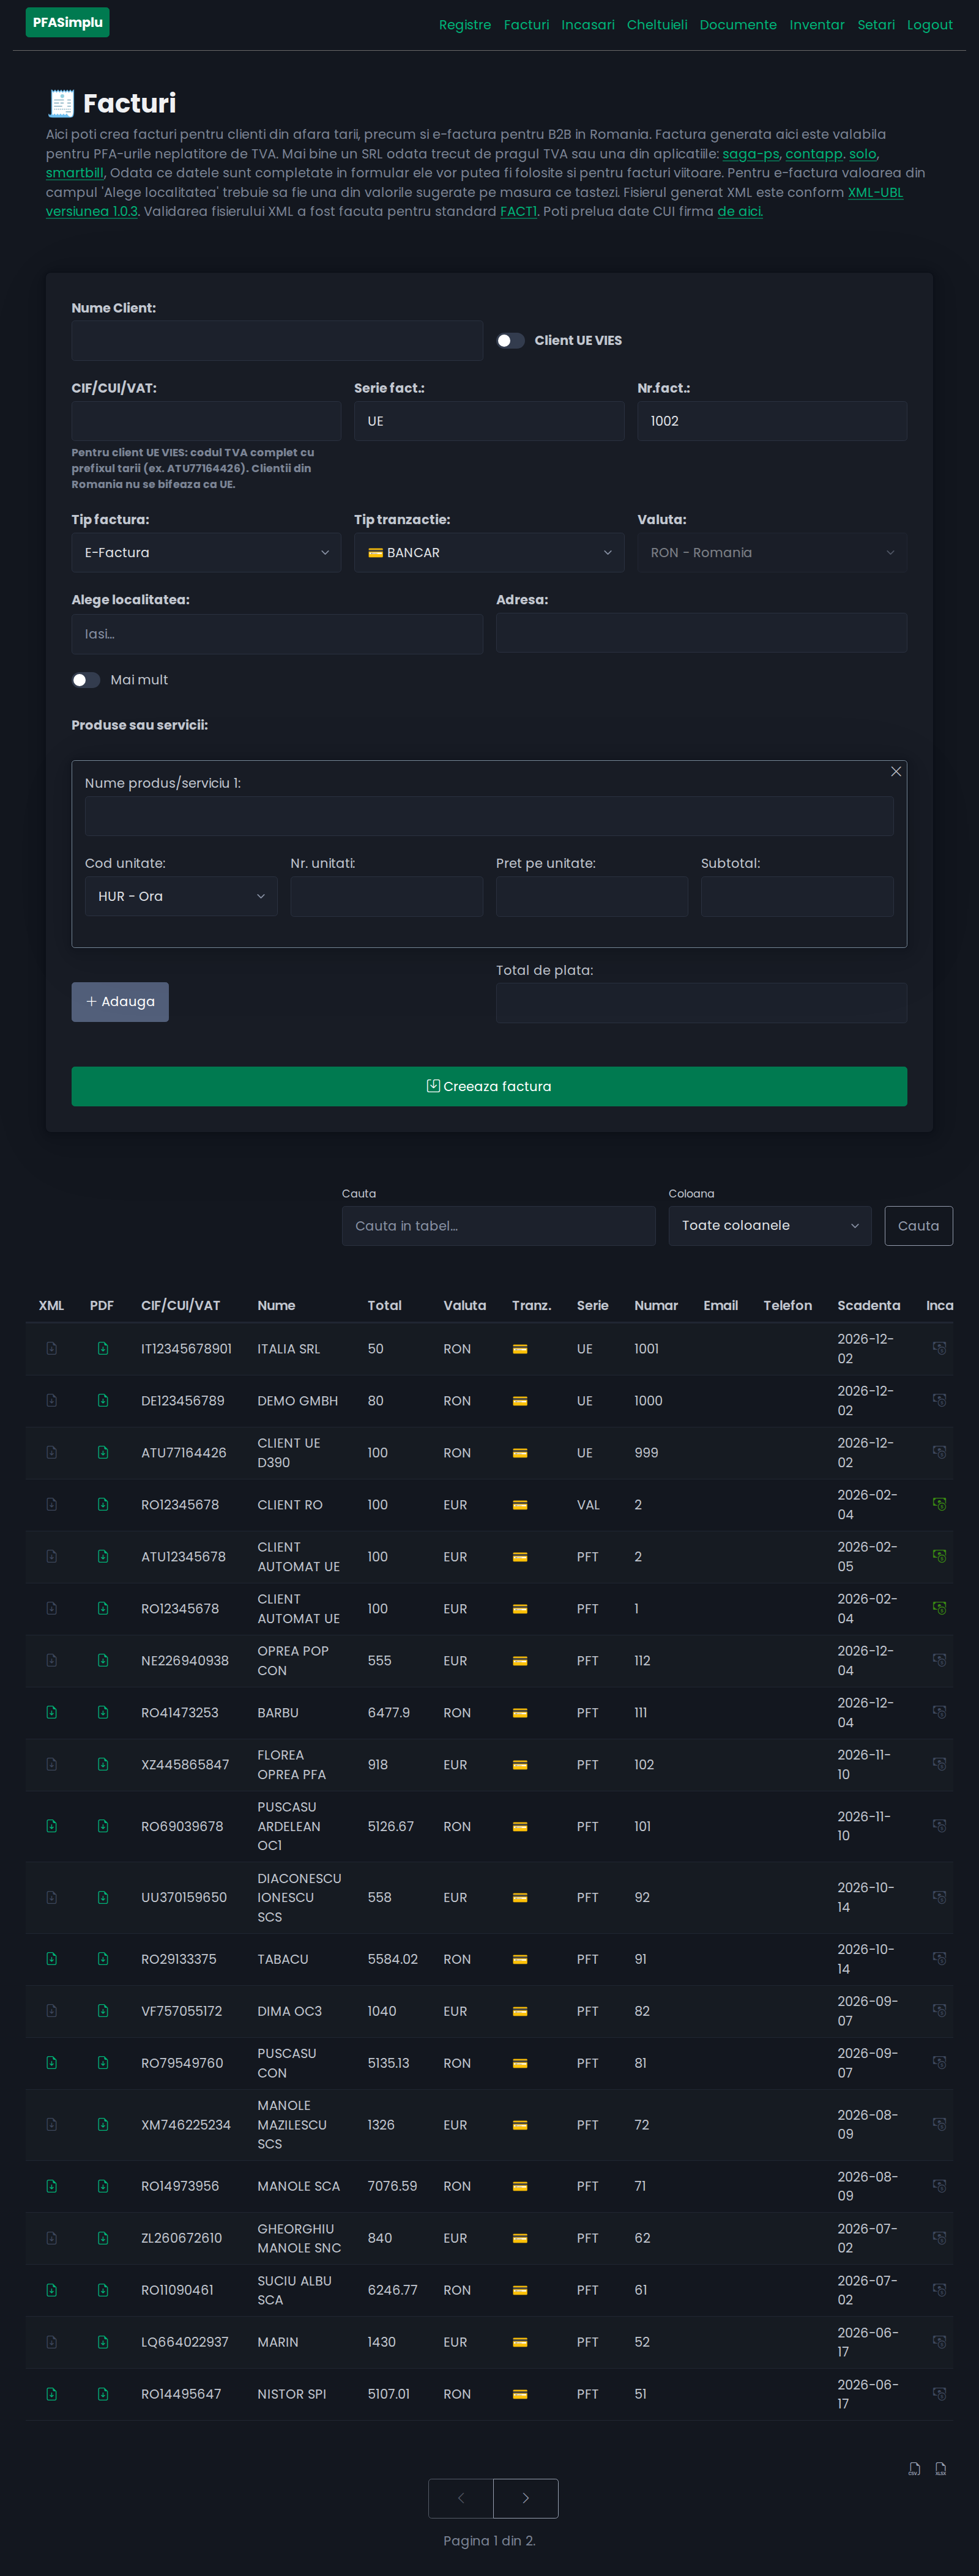 PFASimplu
Registre Facturi Incasari Cheltuieli Documente Inventar Setari Logout
🧾 Facturi
Aici poti crea facturi pentru clienti din afara tarii, precum si e-factura pentru B2B in Romania. Factura generata aici este valabila
pentru PFA-urile neplatitore de TVA. Mai bine un SRL odata trecut de pragul TVA sau una din aplicatiile: saga-ps, contapp. solo,
smartbill, Odata ce datele sunt completate in formular ele vor putea fi folosite si pentru facturi viitoare. Pentru e-factura valoarea din
campul 'Alege localitatea' trebuie sa fie una din valorile sugerate pe masura ce tastezi. Fisierul generat XML este conform XML-UBL
versiunea 1.0.3. Validarea fisierului XML a fost facuta pentru standard FACT1. Poti prelua date CUI firma de aici.
Nume Client:
Client UE VIES
CIF/CUI/VAT: Serie fact.: Nr.fact.:
UE 1002
Pentru client UE VIES: codul TVA complet cu
prefixul tarii (ex. ATU77164426). Clientii din
Romania nu se bifeaza ca UE.
Tip factura: Tip tranzactie: Valuta:
E-Factura 💳 BANCAR RON - Romania
Alege localitatea: Adresa:
Iasi...
Mai mult
Produse sau servicii:
Nume produs/serviciu 1:
Cod unitate: Nr. unitati: Pret pe unitate: Subtotal:
HUR - Ora
Total de plata:
+ Adauga
Creeaza factura
Cauta Coloana
Cauta in tabel... Toate coloanele Cauta
XML PDF CIF/CUI/VAT Nume Total Valuta Tranz. Serie Numar Email Telefon Scadenta Inca
IT12345678901 ITALIA SRL 50 RON 💳 UE 1001 2026-12-
02
DE123456789 DEMO GMBH 80 RON 💳 UE 1000 2026-12-
02
ATU77164426 CLIENT UE
D390 100 RON 💳 UE 999 2026-12-
02
RO12345678 CLIENT RO 100 EUR 💳 VAL 2 2026-02-
04
ATU12345678 CLIENT
AUTOMAT UE 100 EUR 💳 PFT 2 2026-02-
05
RO12345678 CLIENT
AUTOMAT UE 100 EUR 💳 PFT 1 2026-02-
04
NE226940938 OPREA POP
CON 555 EUR 💳 PFT 112 2026-12-
04
RO41473253 BARBU 6477.9 RON 💳 PFT 111 2026-12-
04
XZ445865847 FLOREA
OPREA PFA 918 EUR 💳 PFT 102 2026-11-
10
RO69039678 PUSCASU
ARDELEAN
OC1 5126.67 RON 💳 PFT 101 2026-11-
10
UU370159650 DIACONESCU
IONESCU
SCS 558 EUR 💳 PFT 92 2026-10-
14
RO29133375 TABACU 5584.02 RON 💳 PFT 91 2026-10-
14
VF757055172 DIMA OC3 1040 EUR 💳 PFT 82 2026-09-
07
RO79549760 PUSCASU
CON 5135.13 RON 💳 PFT 81 2026-09-
07
XM746225234 MANOLE
MAZILESCU
SCS 1326 EUR 💳 PFT 72 2026-08-
09
RO14973956 MANOLE SCA 7076.59 RON 💳 PFT 71 2026-08-
09
ZL260672610 GHEORGHIU
MANOLE SNC 840 EUR 💳 PFT 62 2026-07-
02
RO11090461 SUCIU ALBU
SCA 6246.77 RON 💳 PFT 61 2026-07-
02
LQ664022937 MARIN 1430 EUR 💳 PFT 52 2026-06-
17
RO14495647 NISTOR SPI 5107.01 RON 💳 PFT 51 2026-06-
17
CSV XLSX
Pagina 1 din 2.